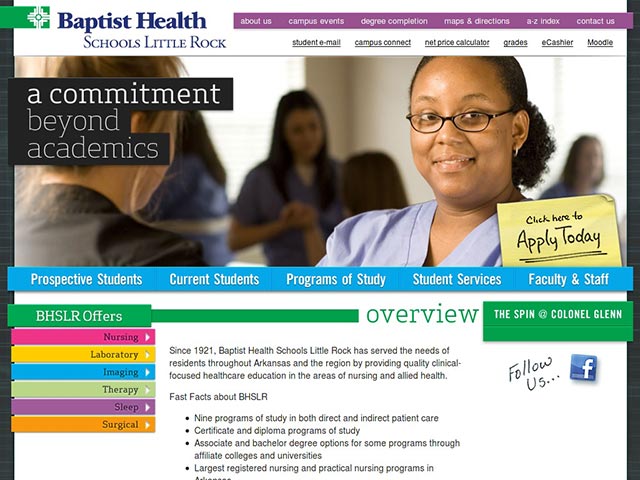 Baptist Health
Schools Little Rock
about us
campus events
degree completion
maps & directions
a-z index
contact us
student e-mail
campus connect
net price calculator
grades
eCashier
Moodle
a commitment
beyond
academics
Click here to
Apply Today
Prospective Students
Current Students
Programs of Study
Student Services
Faculty & Staff
BHSLR Offers
Nursing
Laboratory
Imaging
Therapy
Sleep
Surgical
overview
Since 1921, Baptist Health Schools Little Rock has served the needs of
residents throughout Arkansas and the region by providing quality clinical-
focused healthcare education in the areas of nursing and allied health.
Fast Facts about BHSLR
Nine programs of study in both direct and indirect patient care
Certificate and diploma programs of study
Associate and bachelor degree options for some programs through
affiliate colleges and universities
Largest registered nursing and practical nursing programs in
Arkansas
THE SPIN @ COLONEL GLENN
Follow
Us...
f